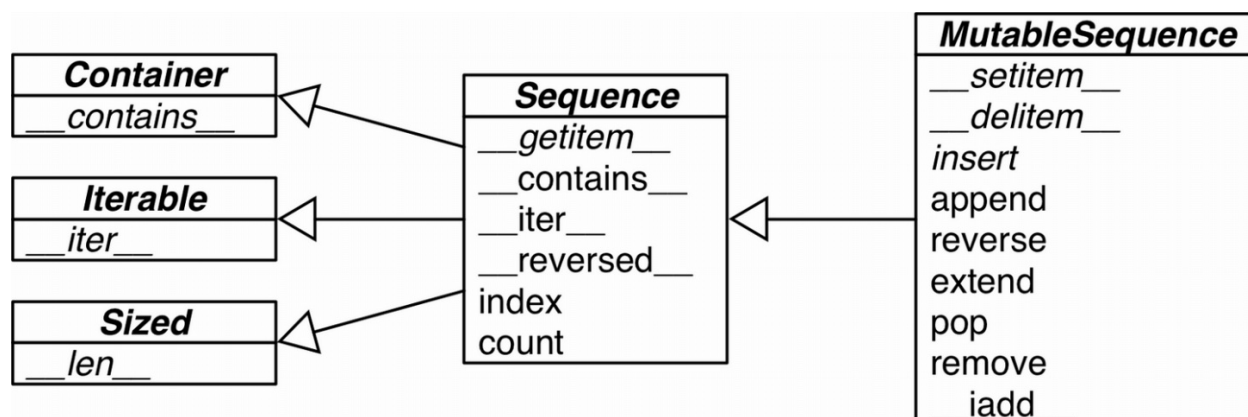 Container
__contains__
Iterable
__iter__
Sized
__len__
Sequence
__getitem__
__contains__
__iter__
__reversed__
index
count
MutableSequence
__setitem__
__delitem__
insert
append
reverse
extend
pop
remove
__iadd__